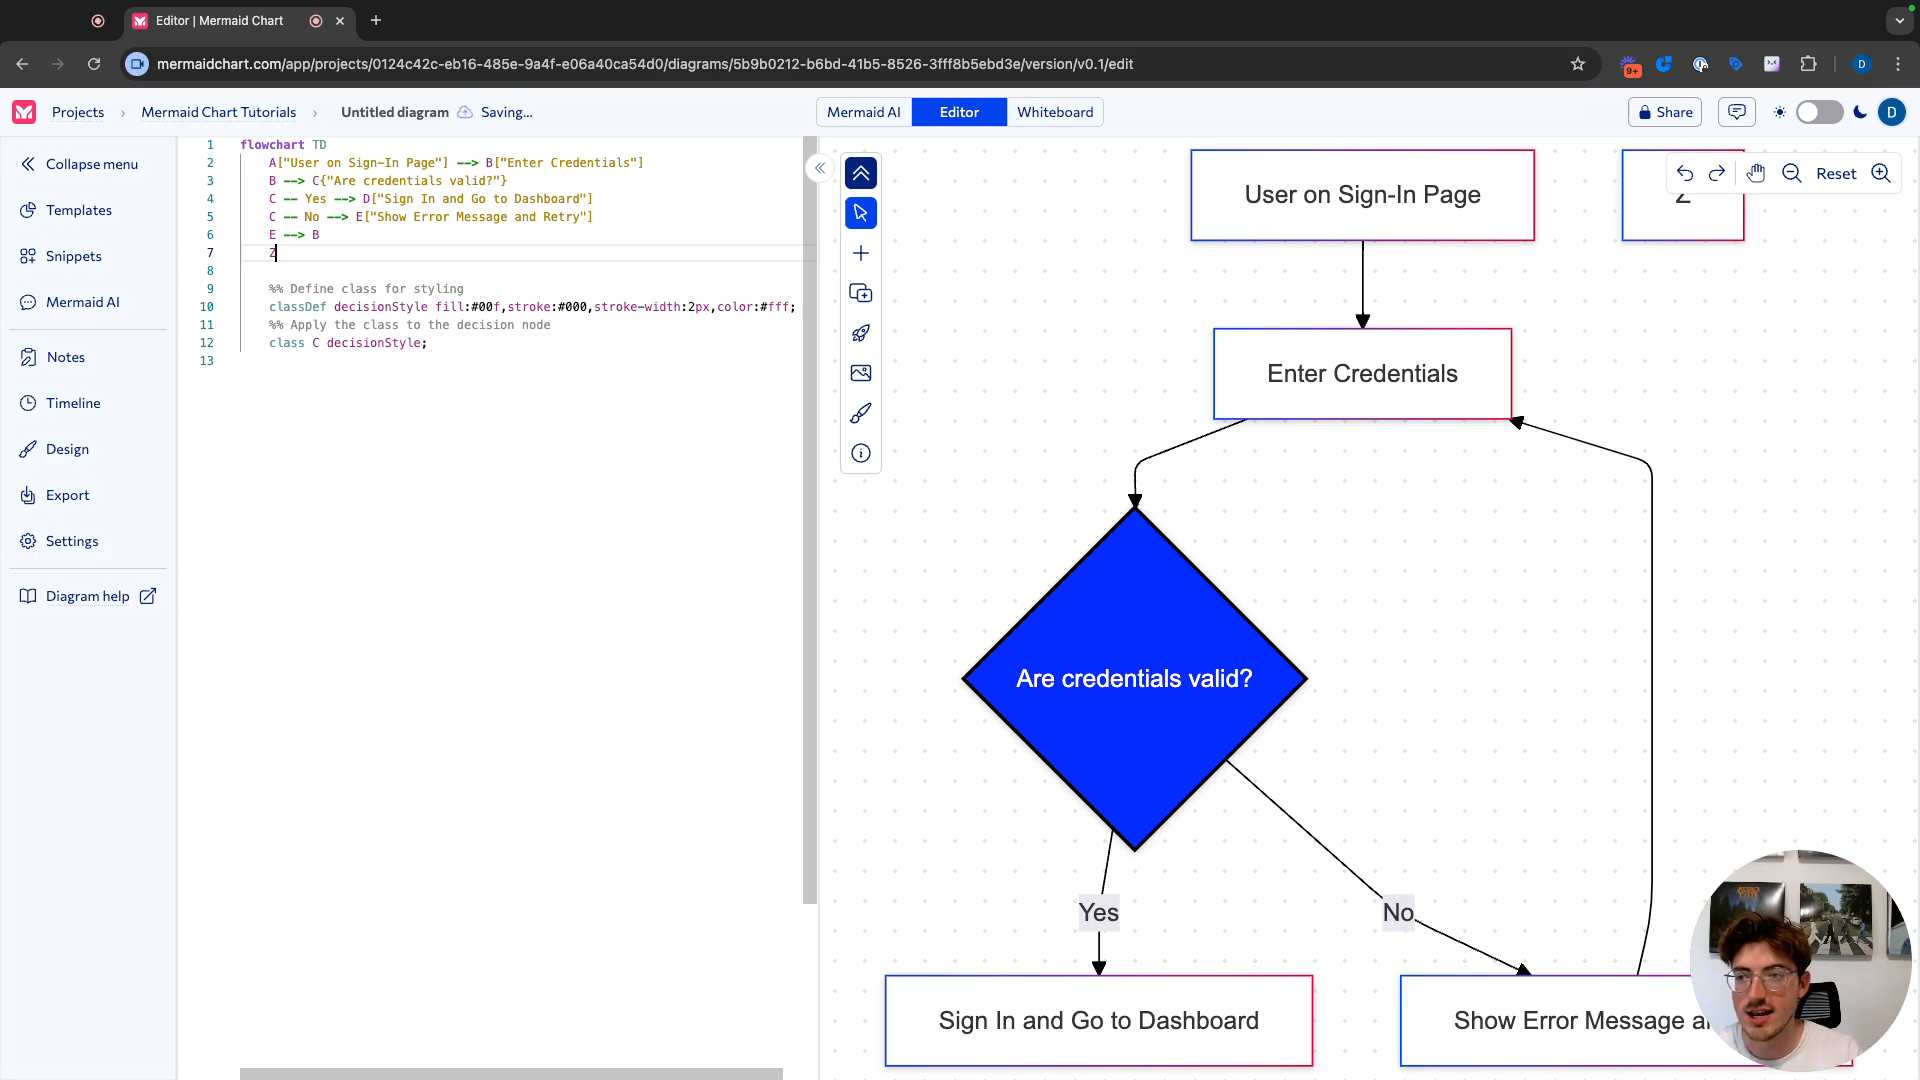 Editor | Mermaid Chart
mermaidchart.com/app/projects/0124c42c-eb16-485e-9a4f-e06a40ca54d0/diagrams/5b9b0212-b6bd-41b5-8526-3fff8b5ebd3e/version/v0.1/edit
9+
D
Projects
Mermaid Chart Tutorials
Untitled diagram
Saving...
Mermaid AI
Editor
Whiteboard
Share
D
Collapse menu
Templates
Snippets
Mermaid AI
Notes
Timeline
Design
Export
Settings
Diagram help
1 flowchart TD
2 A["User on Sign-In Page"] --> B["Enter Credentials"]
3 B --> C{"Are credentials valid?"}
4 C -- Yes --> D["Sign In and Go to Dashboard"]
5 C -- No --> E["Show Error Message and Retry"]
6 E --> B
7 Z
8
9 %% Define class for styling
10 classDef decisionStyle fill:#00f,stroke:#000,stroke-width:2px,color:#fff;
11 %% Apply the class to the decision node
12 class C decisionStyle;
13
Reset
User on Sign-In Page
Z
Enter Credentials
Are credentials valid?
Yes
No
Sign In and Go to Dashboard
Show Error Message